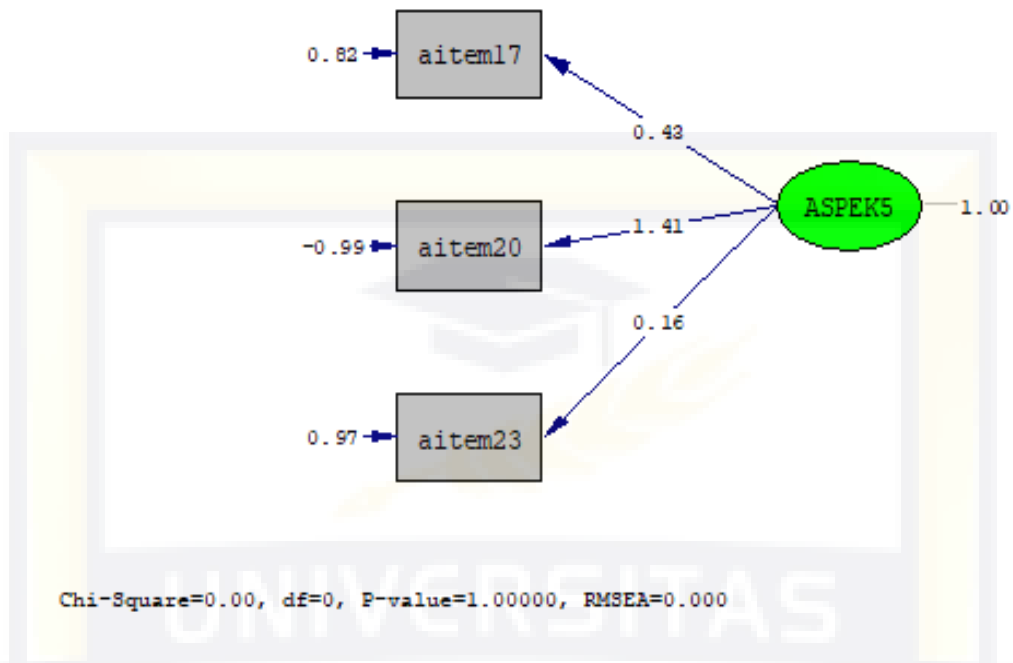 0.82
aitem17
0.43
ASPEK5
1.00
-0.99
aitem20
1.41
0.16
0.97
aitem23
Chi-Square=0.00, df=0, P-value=1.00000, RMSEA=0.000
UNIVERSITAS